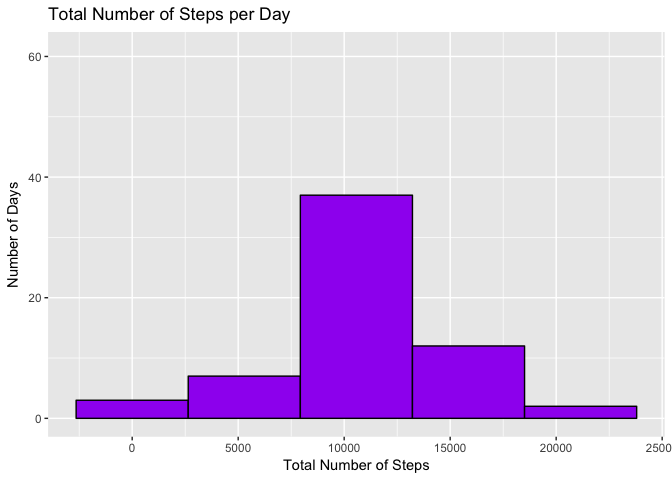 Total Number of Steps per Day
60
40
20
0
Number of Days
0 5000 10000 15000 20000 2500
Total Number of Steps